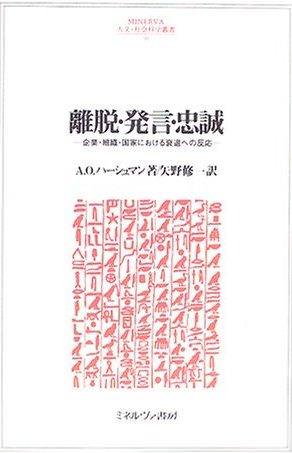 MINERVA
人文・社会科学叢書
離脱・発言・忠誠
―企業・組織・国家における衰退への反応―
A.O.ハーシュマン 著/矢野修一 訳
ミネルヴァ書房